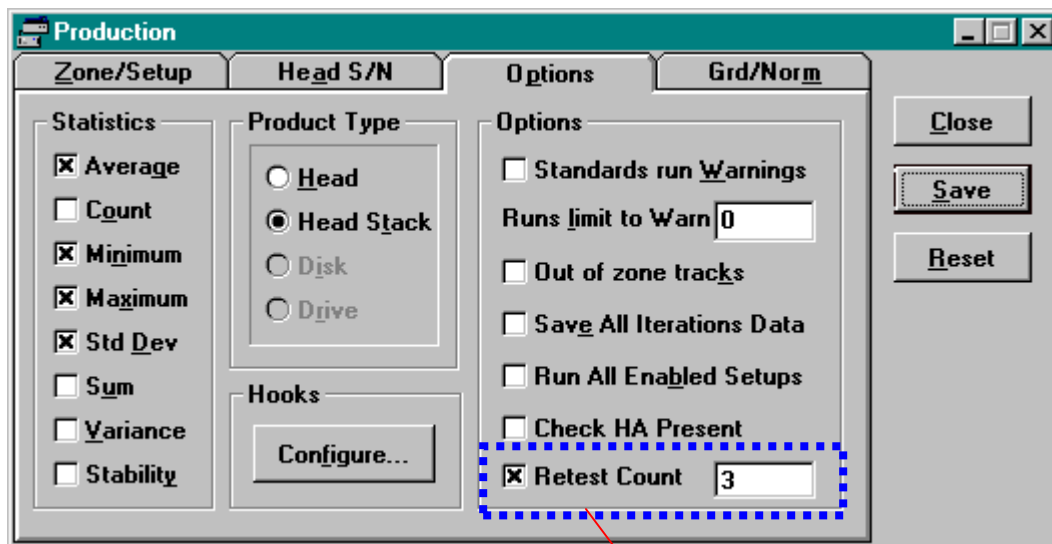 Production
Zone/Setup
Head S/N
Options
Grd/Norm
Statistics
Average
Count
Minimum
Maximum
Std Dev
Sum
Variance
Stability
Product Type
Head
Head Stack
Disk
Drive
Hooks
Configure...
Options
Standards run Warnings
Runs limit to Warn 0
Out of zone tracks
Save All Iterations Data
Run All Enabled Setups
Check HA Present
Retest Count 3
Close
Save
Reset